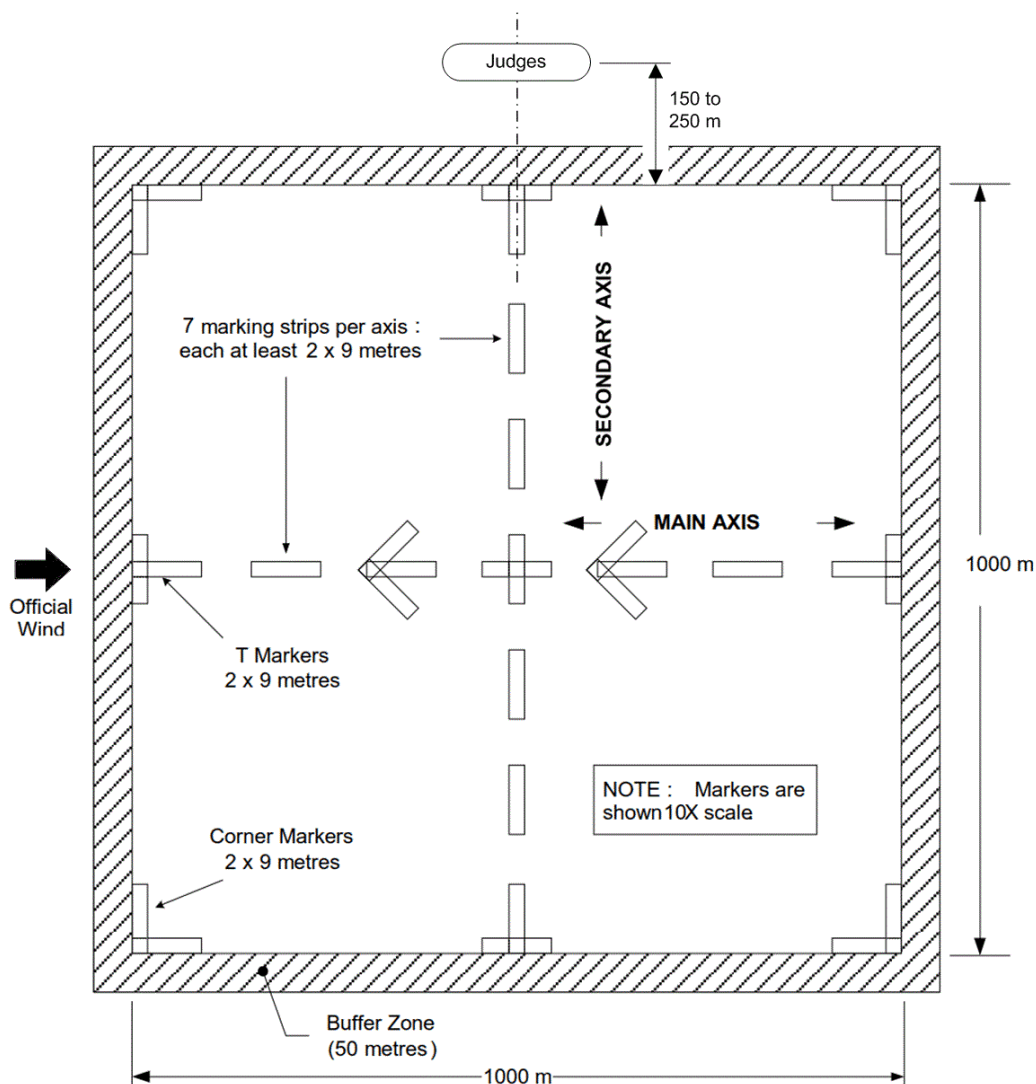 Judges
150 to
250 m
7 marking strips per axis :
each at least 2 x 9 metres
SECONDARY AXIS
MAIN AXIS
Official
Wind
1000 m
T Markers
2 x 9 metres
NOTE : Markers are
shown 10X scale
Corner Markers
2 x 9 metres
Buffer Zone
(50 metres)
1000 m